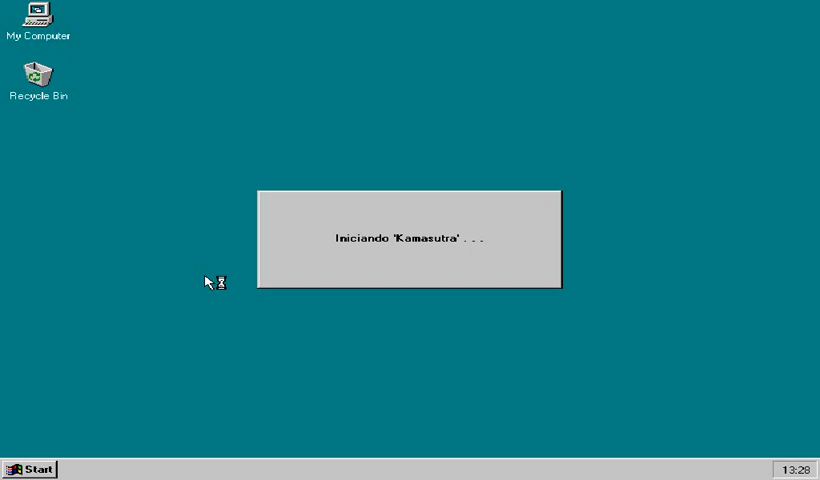 My Computer
Recycle Bin
Iniciando 'Kamasutra' . . .
Start
13:28